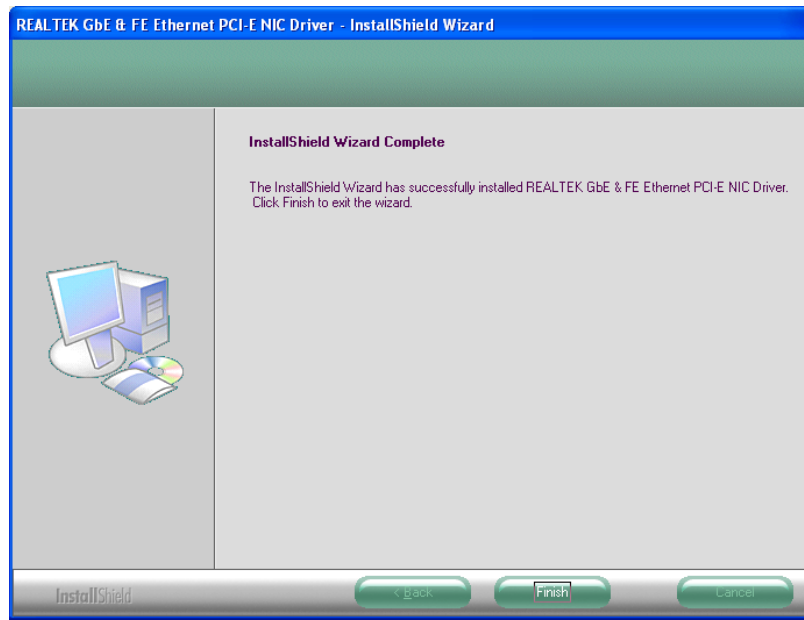 REALTEK GbE & FE Ethernet PCI-E NIC Driver - InstallShield Wizard
InstallShield Wizard Complete
The InstallShield Wizard has successfully installed REALTEK GbE & FE Ethernet PCI-E NIC Driver.
Click Finish to exit the wizard.
InstallShield
< Back
Finish
Cancel